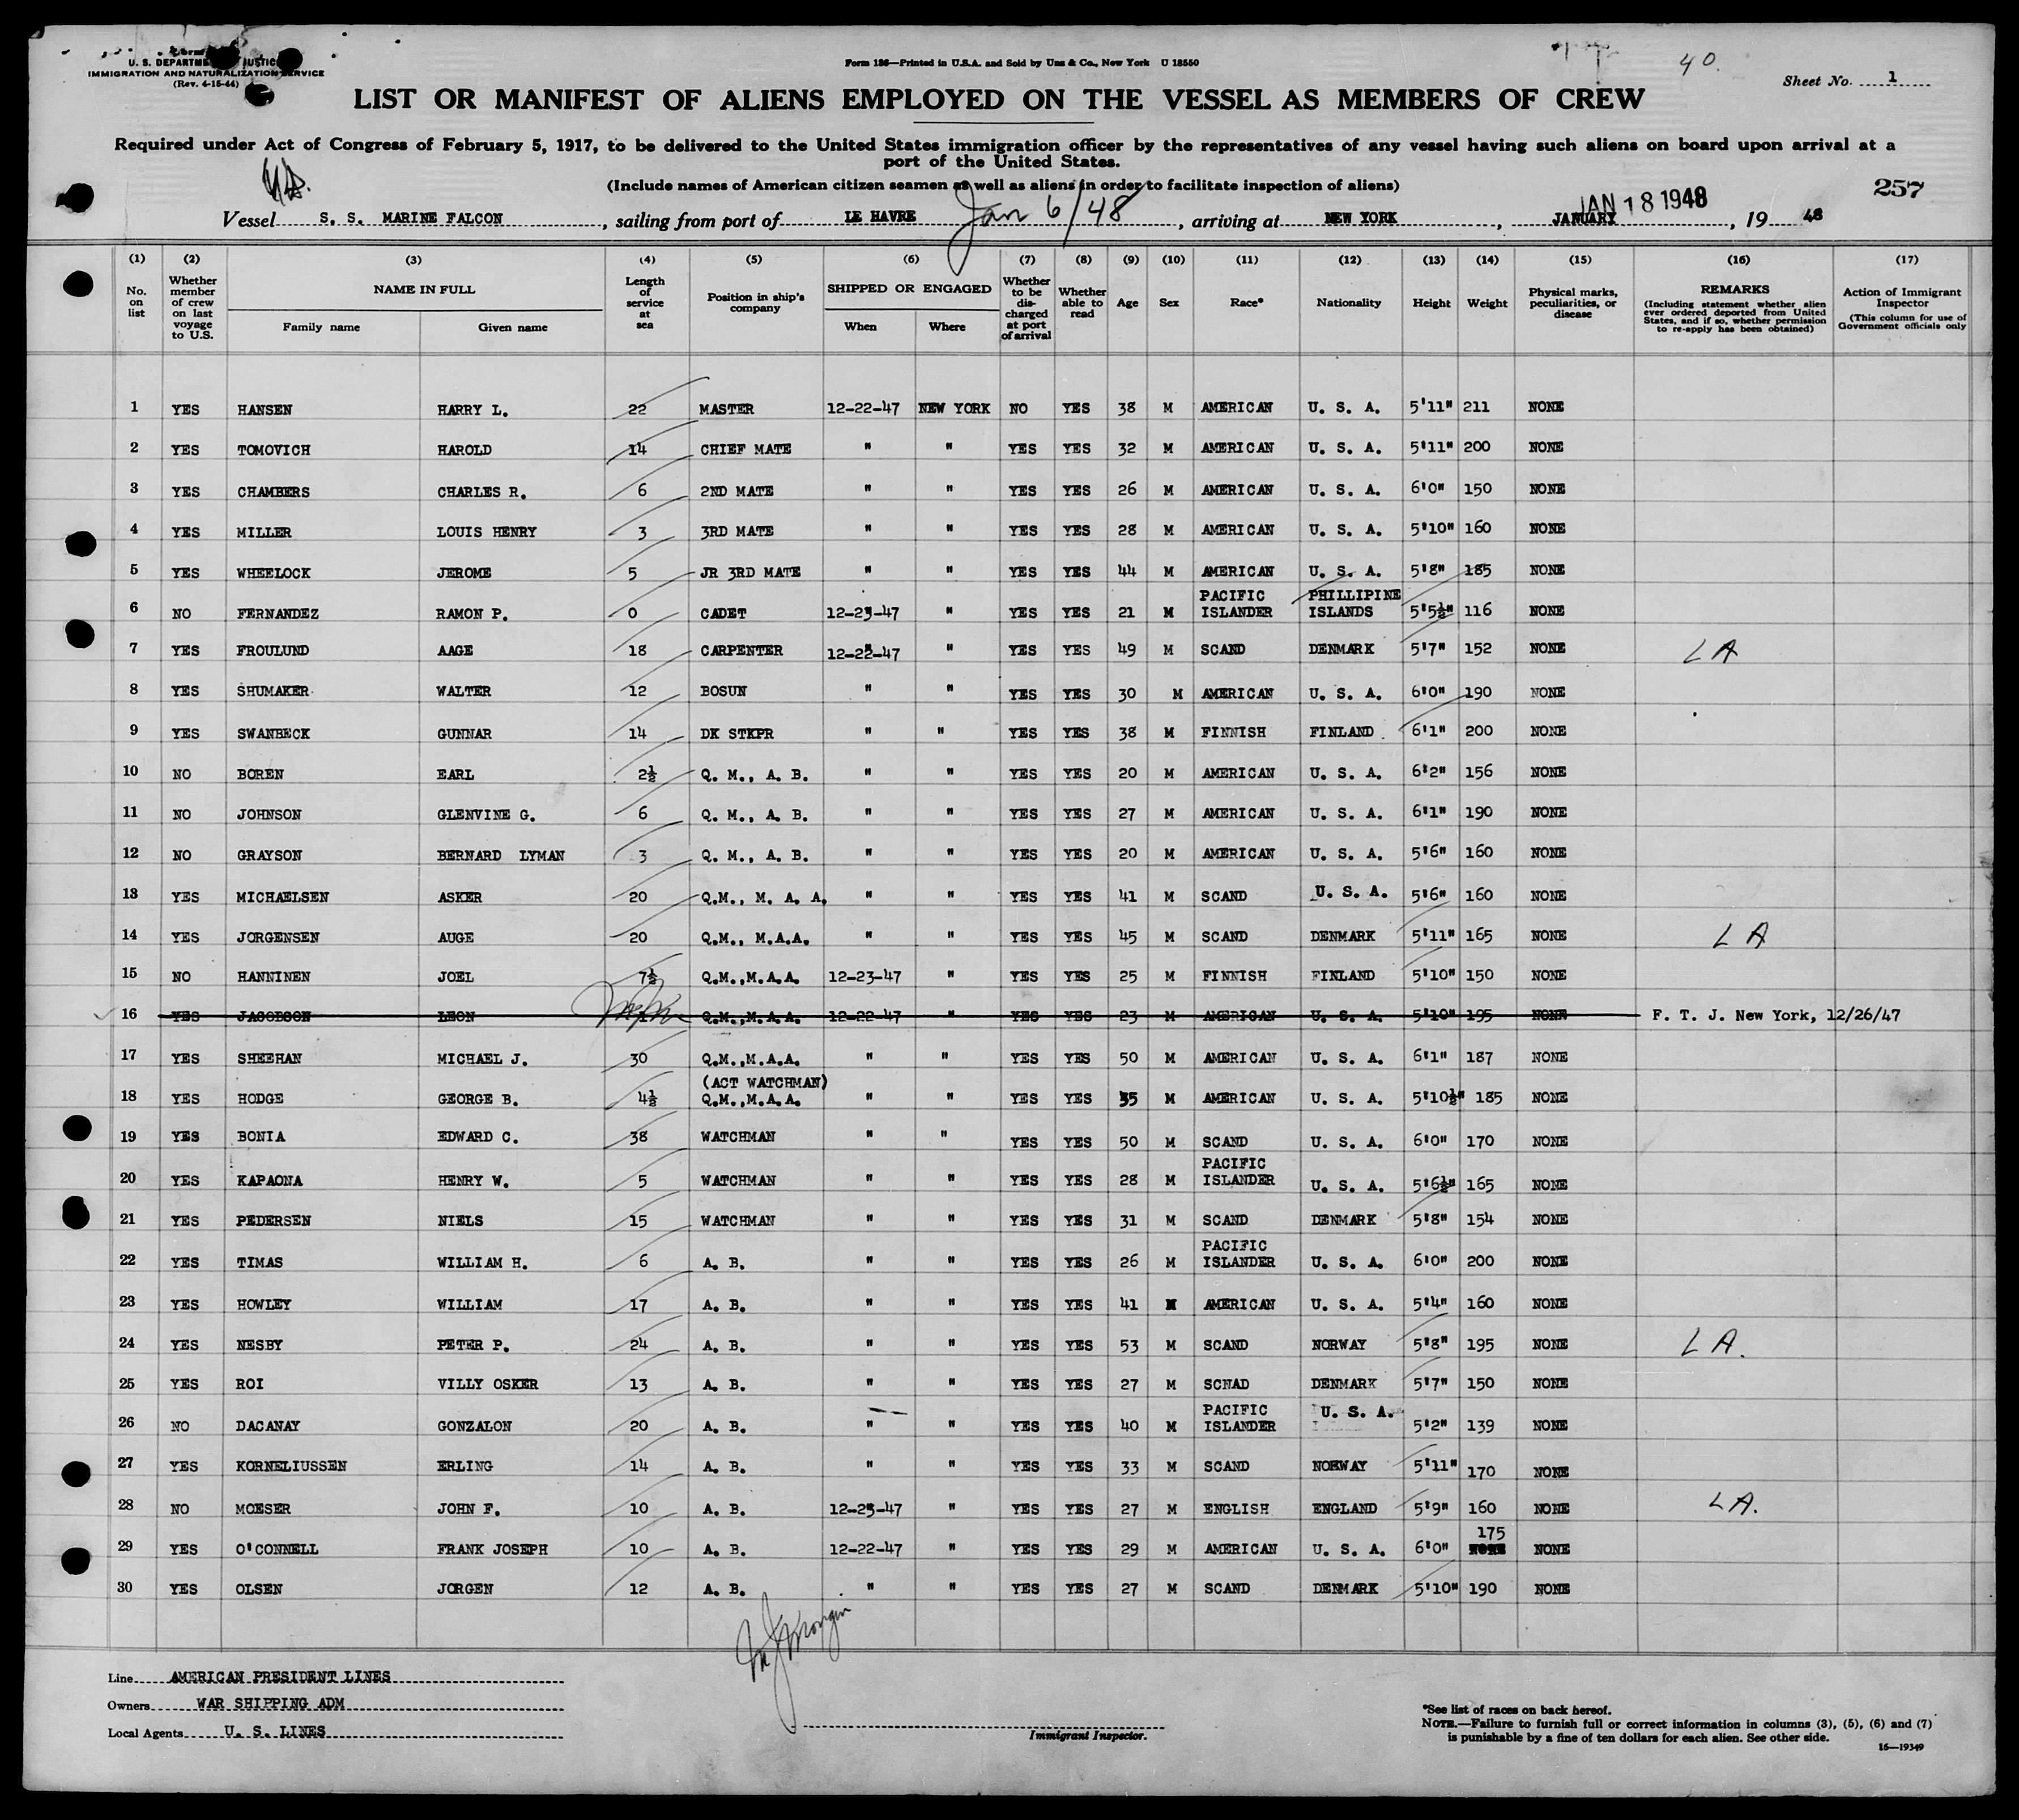 Form
U. S. DEPARTMENT JUSTICE
IMMIGRATION AND NATURALIZATION SERVICE
(Rev. 4-15-44)
Form 136—Printed in U.S.A. and Sold by Unz & Co., New York U 18550
40.
Sheet No. 1
LIST OR MANIFEST OF ALIENS EMPLOYED ON THE VESSEL AS MEMBERS OF CREW
Required under Act of Congress of February 5, 1917, to be delivered to the United States immigration officer by the representatives of any vessel having such aliens on board upon arrival at a
port of the United States.
(Include names of American citizen seamen as well as aliens in order to facilitate inspection of aliens)
257
JAN 18 1948
Vessel S. S. MARINE FALCON, sailing from port of LE HAVRE Jan 6/48, arriving at NEW YORK, JANUARY, 19 48
(1) (2) (3) (4) (5) (6) (7) (8) (9) (10) (11) (12) (13) (14) (15) (16) (17)
No. on list
Whether member of crew on last voyage to U.S.
NAME IN FULL
Family name
Given name
Length of service at sea
Position in ship's company
SHIPPED OR ENGAGED
When
Where
Whether to be discharged at port of arrival
Whether able to read
Age
Sex
Race*
Nationality
Height
Weight
Physical marks, peculiarities, or disease
REMARKS
(Including statement whether alien ever ordered deported from United States, and if so, whether permission to re-apply has been obtained)
Action of Immigrant Inspector
(This column for use of Government officials only
1 YES HANSEN HARRY L. 22 MASTER 12-22-47 NEW YORK NO YES 38 M AMERICAN U. S. A. 5'11" 211 NONE
2 YES TOMOVICH HAROLD 14 CHIEF MATE " " YES YES 32 M AMERICAN U. S. A. 5'11" 200 NONE
3 YES CHAMBERS CHARLES R. 6 2ND MATE " " YES YES 26 M AMERICAN U. S. A. 6'0" 150 NONE
4 YES MILLER LOUIS HENRY 3 3RD MATE " " YES YES 28 M AMERICAN U. S. A. 5'10" 160 NONE
5 YES WHEELOCK JEROME 5 JR 3RD MATE " " YES YES 44 M AMERICAN U. S. A. 5'8" 185 NONE
6 NO FERNANDEZ RAMON P. 0 CADET 12-23-47 " YES YES 21 M PACIFIC ISLANDER PHILLIPINE ISLANDS 5'5½" 116 NONE
7 YES FROULUND AAGE 18 CARPENTER 12-22-47 " YES YES 49 M SCAND DENMARK 5'7" 152 NONE LA
8 YES SHUMAKER WALTER 12 BOSUN " " YES YES 30 M AMERICAN U. S. A. 6'0" 190 NONE
9 YES SWANBECK GUNNAR 14 DK STKPR " " YES YES 38 M FINNISH FINLAND 6'1" 200 NONE
10 NO BOREN EARL 2½ Q. M., A. B. " " YES YES 20 M AMERICAN U. S. A. 6'2" 156 NONE
11 NO JOHNSON GLENVINE G. 6 Q. M., A. B. " " YES YES 27 M AMERICAN U. S. A. 6'1" 190 NONE
12 NO GRAYSON BERNARD LYMAN 3 Q. M., A. B. " " YES YES 20 M AMERICAN U. S. A. 5'6" 160 NONE
13 YES MICHAELSEN ASKER 20 Q.M., M. A. A. " " YES YES 41 M SCAND U. S. A. 5'6" 160 NONE
14 YES JORGENSEN AUGE 20 Q.M., M.A.A. " " YES YES 45 M SCAND DENMARK 5'11" 165 NONE LA
15 NO HANNINEN JOEL 7½ Q.M.,M.A.A. 12-23-47 " YES YES 25 M FINNISH FINLAND 5'10" 150 NONE
16 YES JACOBSON LEON Q.M.,M.A.A. 12-22-47 " YES YES 23 M AMERICAN U. S. A. 5'10" 195 NONE F. T. J. New York, 12/26/47
17 YES SHEEHAN MICHAEL J. 30 Q.M.,M.A.A. " " YES YES 50 M AMERICAN U. S. A. 6'1" 187 NONE
18 YES HODGE GEORGE B. 4½ (ACT WATCHMAN) Q.M.,M.A.A. " " YES YES 35 M AMERICAN U. S. A. 5'10½" 185 NONE
19 YES BONIA EDWARD C. 38 WATCHMAN " " YES YES 50 M SCAND U. S. A. 6'0" 170 NONE
20 YES KAPAONA HENRY W. 5 WATCHMAN " " YES YES 28 M PACIFIC ISLANDER U. S. A. 5'6½" 165 NONE
21 YES PEDERSEN NIELS 15 WATCHMAN " " YES YES 31 M SCAND DENMARK 5'8" 154 NONE
22 YES TIMAS WILLIAM H. 6 A. B. " " YES YES 26 M PACIFIC ISLANDER U. S. A. 6'0" 200 NONE
23 YES HOWLEY WILLIAM 17 A. B. " " YES YES 41 M AMERICAN U. S. A. 5'4" 160 NONE
24 YES NESBY PETER P. 24 A. B. " " YES YES 53 M SCAND NORWAY 5'8" 195 NONE LA.
25 YES ROI VILLY OSKER 13 A. B. " " YES YES 27 M SCNAD DENMARK 5'7" 150 NONE
26 NO DACANAY GONZALON 20 A. B. " " YES YES 40 M PACIFIC ISLANDER U. S. A. 5'2" 139 NONE
27 YES KORNELIUSSEN ERLING 14 A. B. " " YES YES 33 M SCAND NORWAY 5'11" 170 NONE
28 NO MOESER JOHN F. 10 A. B. 12-23-47 " YES YES 27 M ENGLISH ENGLAND 5'9" 160 NONE LA.
29 YES O'CONNELL FRANK JOSEPH 10 A. B. 12-22-47 " YES YES 29 M AMERICAN U. S. A. 6'0" 175 NONE
30 YES OLSEN JORGEN 12 A. B. " " YES YES 27 M SCAND DENMARK 5'10" 190 NONE
Line AMERICAN PRESIDENT LINES
Owners WAR SHIPPING ADM
Local Agents U. S. LINES
Immigrant Inspector.
*See list of races on back hereof.
NOTE.—Failure to furnish full or correct information in columns (3), (5), (6) and (7)
is punishable by a fine of ten dollars for each alien. See other side.
16—19349